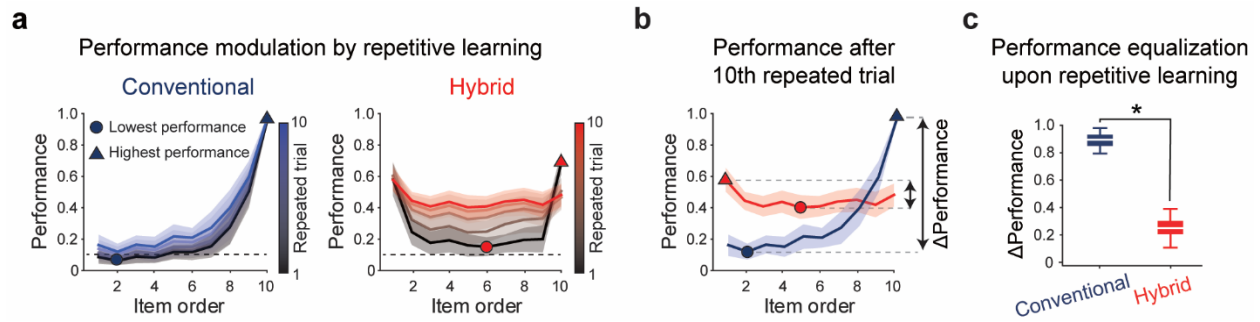 a
Performance modulation by repetitive learning
Conventional
Performance
1.0
0.8
0.6
0.4
0.2
0
2
4
6
8
10
Item order
Lowest performance
Highest performance
10
Repeated trial
1
Hybrid
Performance
1.0
0.8
0.6
0.4
0.2
0
2
4
6
8
10
Item order
10
Repeated trial
1
b
Performance after
10th repeated trial
Performance
1.0
0.8
0.6
0.4
0.2
0
2
4
6
8
10
Item order
ΔPerformance
c
Performance equalization
upon repetitive learning
*
ΔPerformance
1.0
0.8
0.6
0.4
0.2
0
Conventional
Hybrid